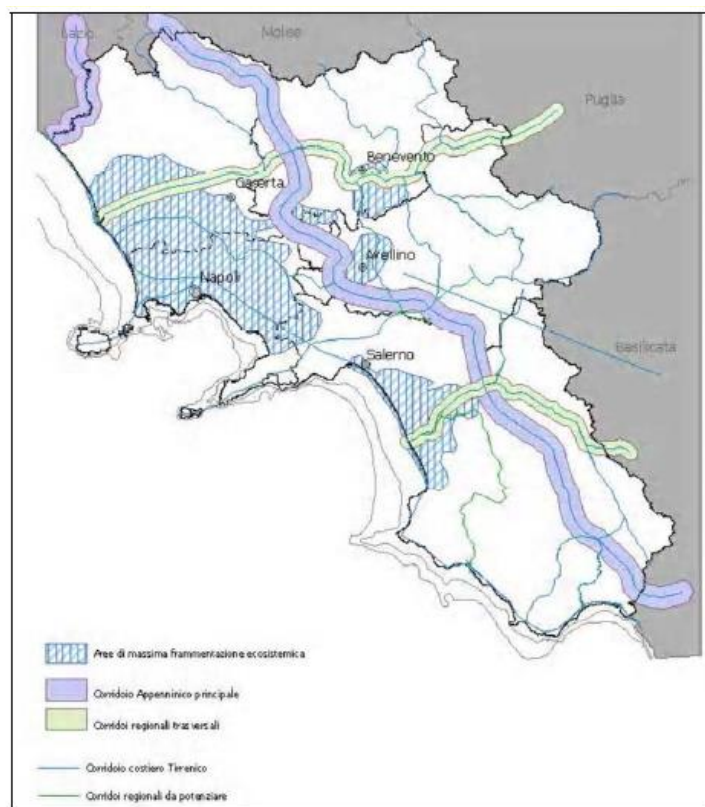 Lazio
Molise
Puglia
Benevento
Caserta
Avellino
Napoli
Basilicata
Salerno
Aree di massima frammentazione ecosistemica
Corridoio Appenninico principale
Corridoi regionali trasversali
Corridoio costiero Tirrenico
Corridoi regionali da potenziare